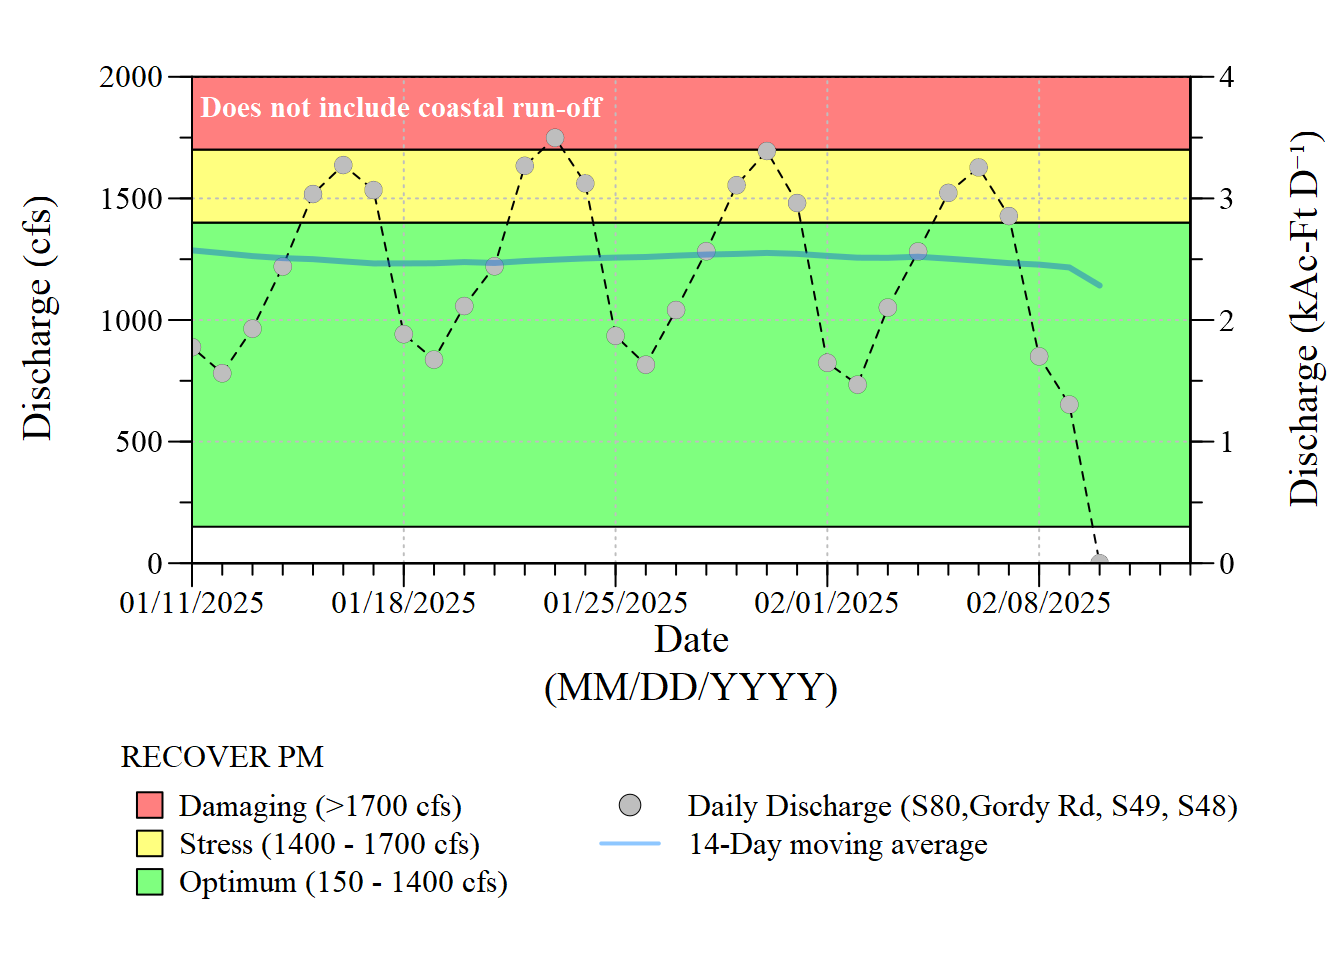 2000
1500
1000
500
0
Discharge (cfs)
Does not include coastal run-off
4
3
2
1
0
Discharge (kAc-Ft D⁻¹)
01/11/2025 01/18/2025 01/25/2025 02/01/2025 02/08/2025
Date
(MM/DD/YYYY)
RECOVER PM
Damaging (>1700 cfs)
Stress (1400 - 1700 cfs)
Optimum (150 - 1400 cfs)
Daily Discharge (S80,Gordy Rd, S49, S48)
14-Day moving average